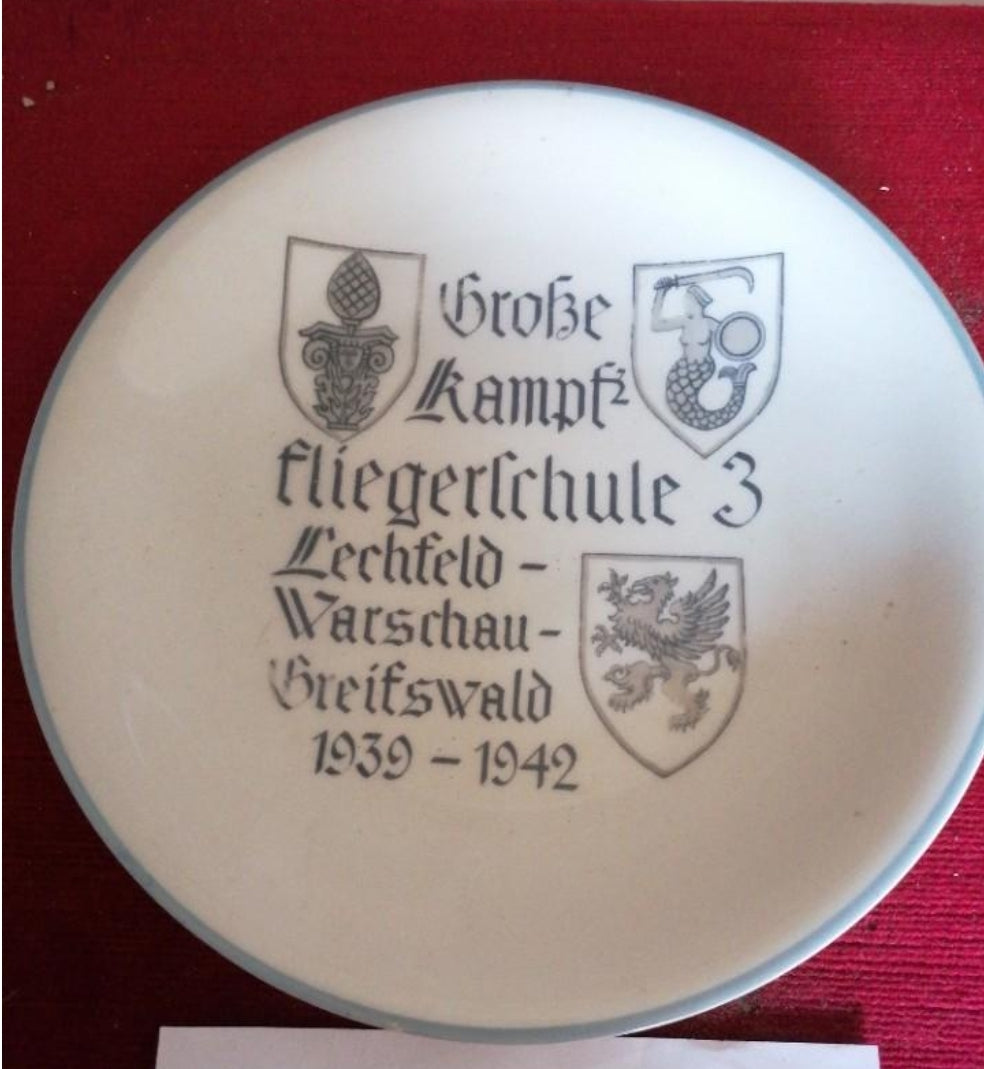 Große
Kampf=
fliegerschule 3
Lechfeld -
Warschau -
Greifswald
1939 - 1942